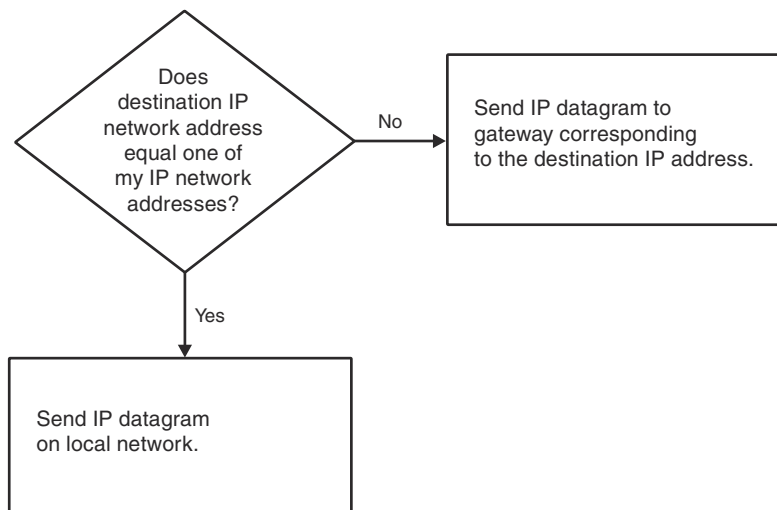 Does
destination IP
network address
equal one of
my IP network
addresses?
No
Send IP datagram to
gateway corresponding
to the destination IP address.
Yes
Send IP datagram
on local network.